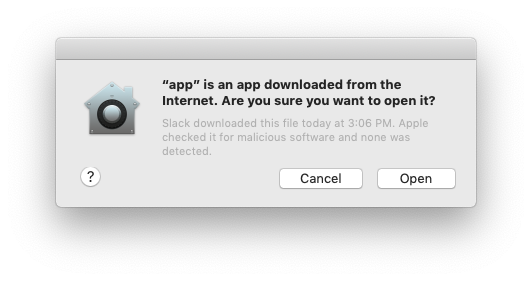 “app” is an app downloaded from the
Internet. Are you sure you want to open it?
Slack downloaded this file today at 3:06 PM. Apple
checked it for malicious software and none was
detected.
? Cancel Open